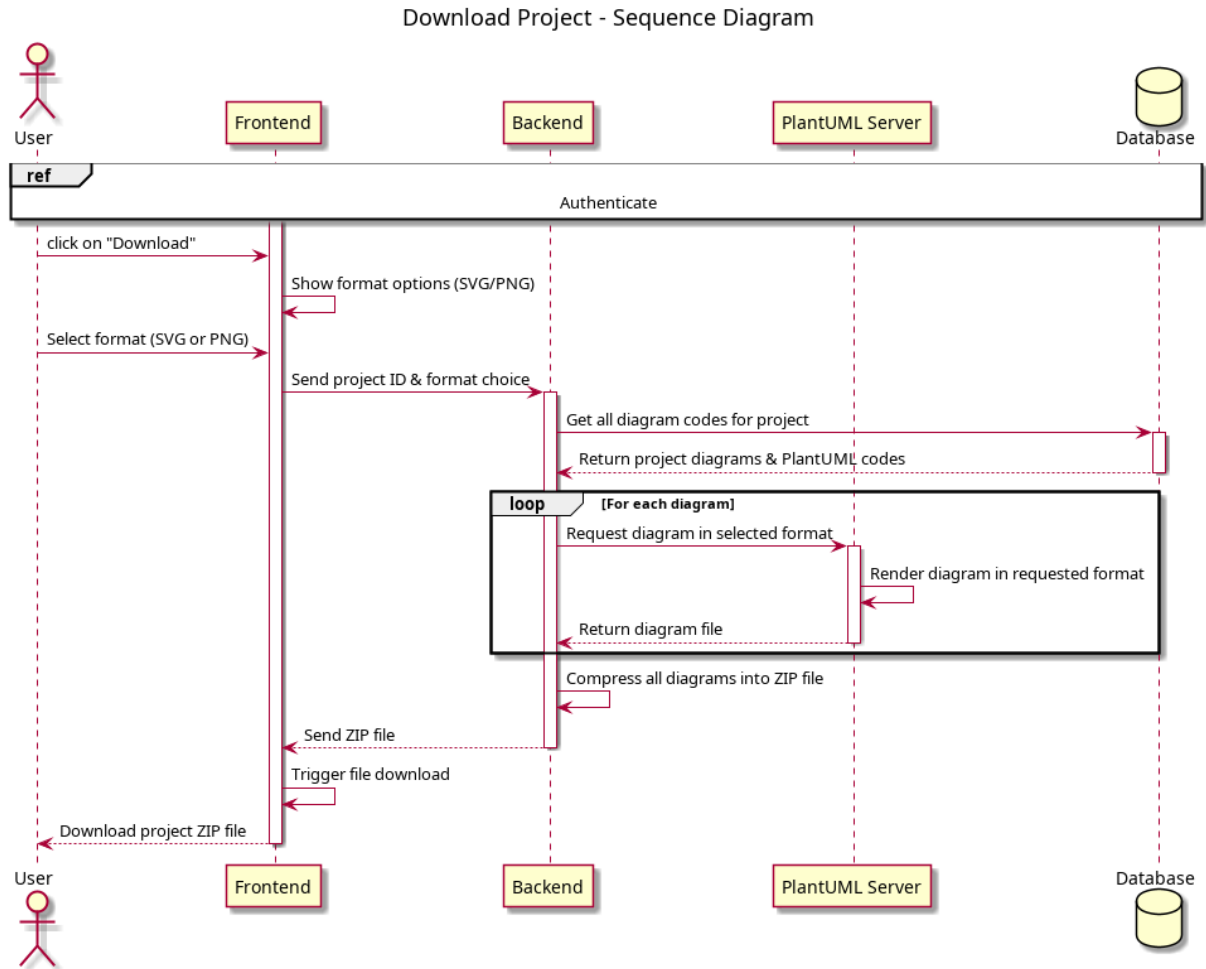 Download Project - Sequence Diagram
User
Frontend
Backend
PlantUML Server
Database
ref
Authenticate
click on "Download"
Show format options (SVG/PNG)
Select format (SVG or PNG)
Send project ID & format choice
Get all diagram codes for project
Return project diagrams & PlantUML codes
loop
[For each diagram]
Request diagram in selected format
Render diagram in requested format
Return diagram file
Compress all diagrams into ZIP file
Send ZIP file
Trigger file download
Download project ZIP file
User
Frontend
Backend
PlantUML Server
Database